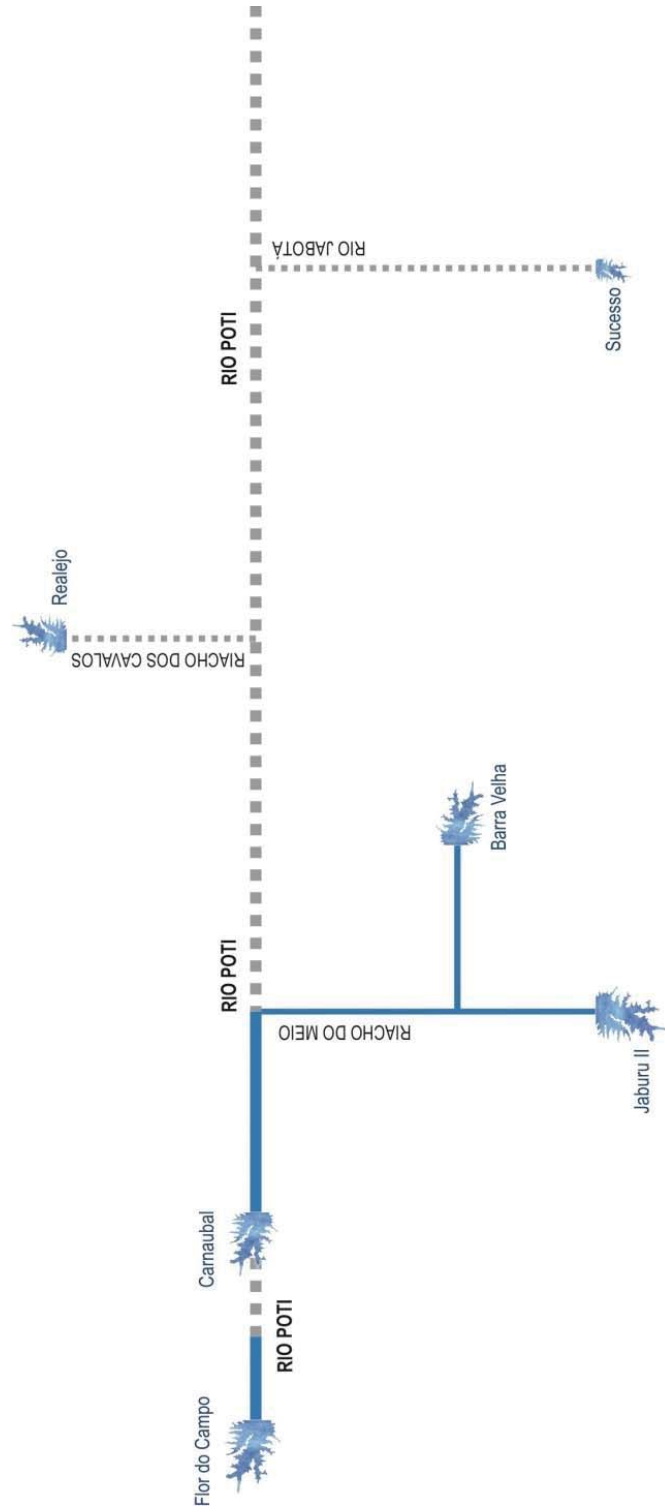 Flor do Campo
RIO POTI
Carnaubal
RIO POTI
RIACHO DO MEIO
Jaburu II
Barra Velha
RIACHO DOS CAVALOS
Realejo
RIO POTI
RIO JABOTÁ
Sucesso